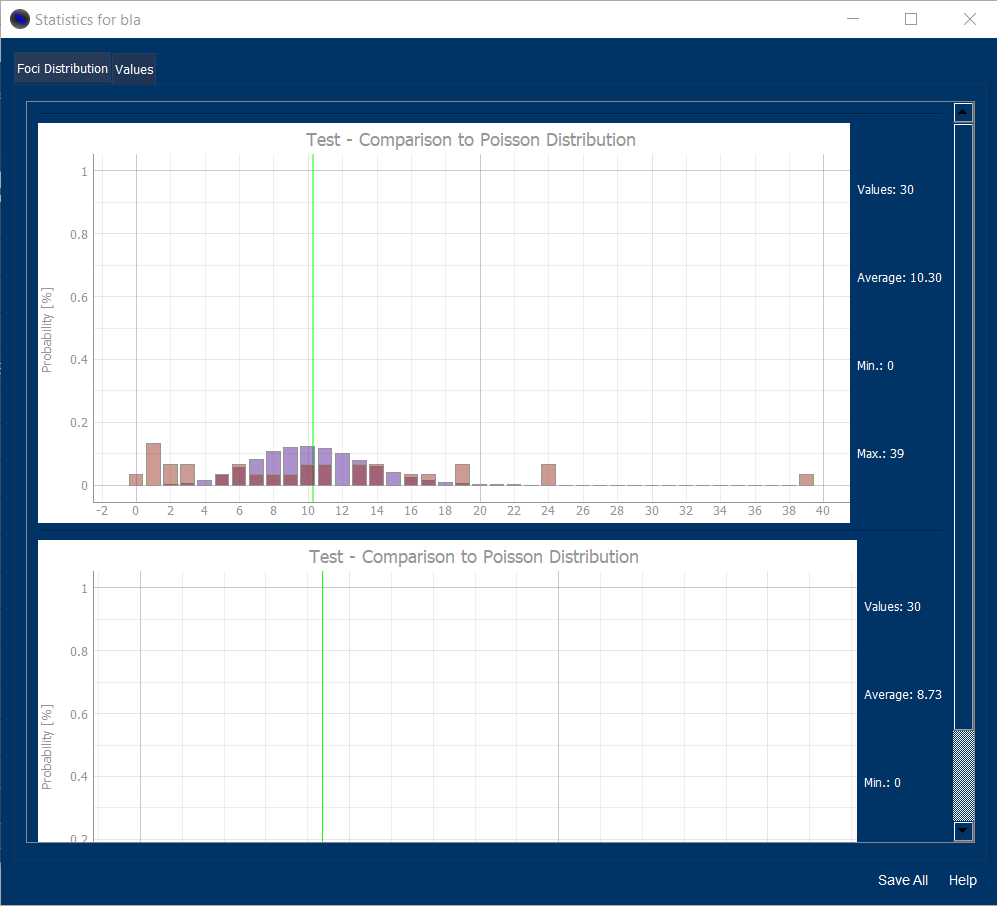 Statistics for bla
Foci Distribution Values
Test - Comparison to Poisson Distribution
1
0.8
0.6
0.4
0.2
0
Probability [%]
-2 0 2 4 6 8 10 12 14 16 18 20 22 24 26 28 30 32 34 36 38 40
Values: 30
Average: 10.30
Min.: 0
Max.: 39
Test - Comparison to Poisson Distribution
1
0.8
0.6
0.4
0.2
Probability [%]
Values: 30
Average: 8.73
Min.: 0
Save All Help